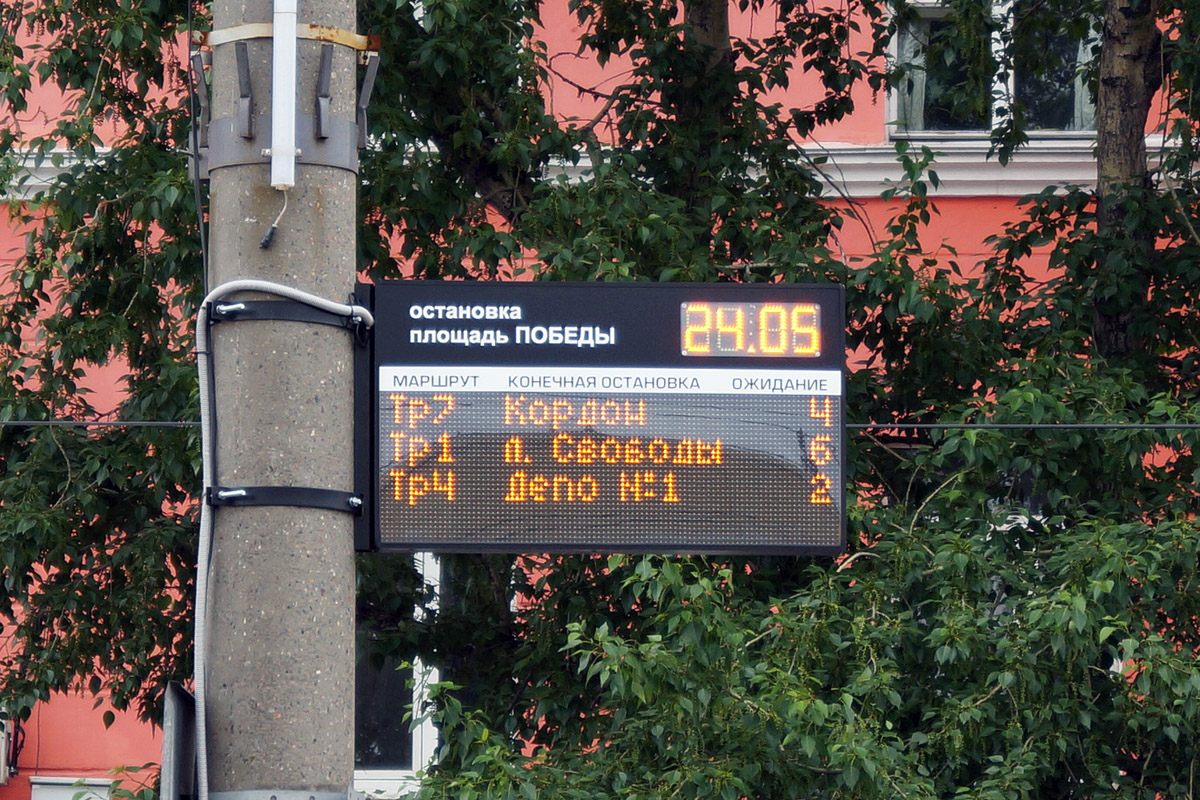 остановка
площадь ПОБЕДЫ
24.05
МАРШРУТ КОНЕЧНАЯ ОСТАНОВКА ОЖИДАНИЕ
Тр7 Кордон 4
Тр1 п. Свободы 6
Тр4 Депо №1 2